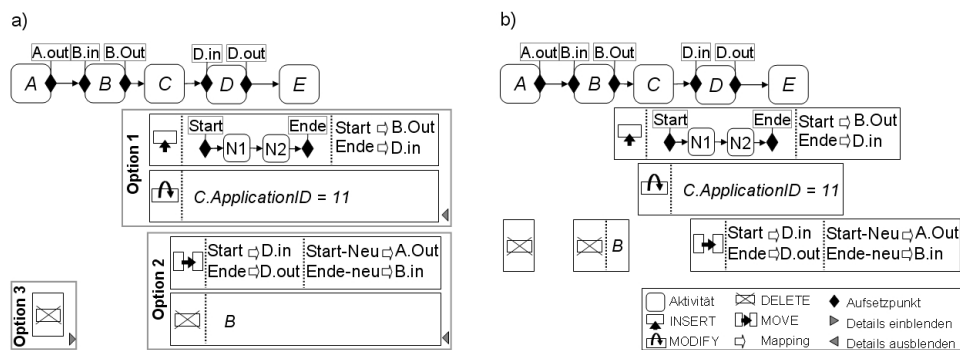 a)
A.out B.in B.Out D.in D.out
A B C D E
Option 1
Start Ende
N1 N2
Start B.Out
Ende D.in
C.ApplicationID = 11
Option 2
Start D.in Start-Neu A.Out
Ende D.out Ende-neu B.in
B
Option 3
b)
A.out B.in B.Out D.in D.out
A B C D E
Start Ende
N1 N2
Start B.Out
Ende D.in
C.ApplicationID = 11
B
Start D.in Start-Neu A.Out
Ende D.out Ende-neu B.in
Aktivität DELETE Aufsetzpunkt
INSERT MOVE Details einblenden
MODIFY Mapping Details ausblenden